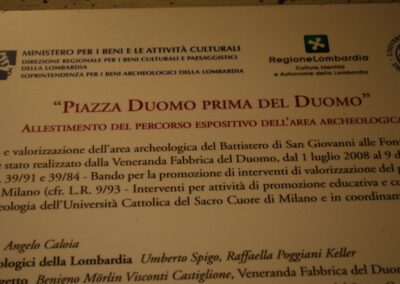 MINISTERO PER I BENI E LE ATTIVITÀ CULTURALI
DIREZIONE REGIONALE PER I BENI CULTURALI E PAESAGGISTICI
DELLA LOMBARDIA
SOPRINTENDENZA PER I BENI ARCHEOLOGICI DELLA LOMBARDIA
RegioneLombardia
Culture, Identità
e Autonomie della Lombardia
"PIAZZA DUOMO PRIMA DEL DUOMO"
ALLESTIMENTO DEL PERCORSO ESPOSITIVO DELL'AREA ARCHEOLOGICA
e valorizzazione dell'area archeologica del Battistero di San Giovanni alle Fon
stato realizzato dalla Veneranda Fabbrica del Duomo, dal 1 luglio 2008 al 9 d
. 39/91 e 39/84 - Bando per la promozione di interventi di valorizzazione del p
Milano (cfr. L.R. 9/93 - Interventi per attività di promozione educativa e cu
eologia dell'Università Cattolica del Sacro Cuore di Milano e in coordinam
Angelo Caloia
ologici della Lombardia Umberto Spigo, Raffaella Poggiani Keller
getto Benigno Mörlin Visconti Castiglione, Veneranda Fabbrica del Duom